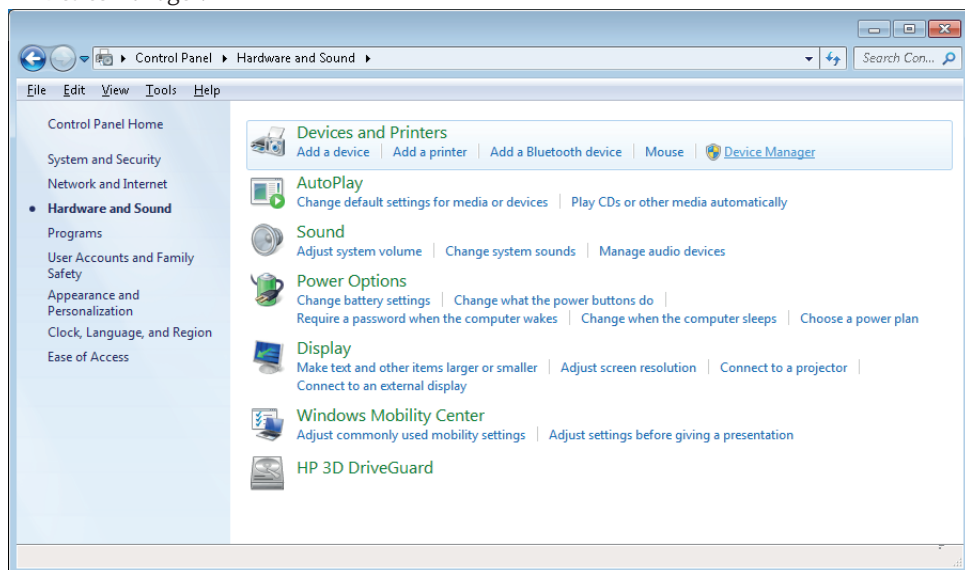 Control Panel Hardware and Sound
Search Con...
File Edit View Tools Help
Control Panel Home
System and Security
Network and Internet
Hardware and Sound
Programs
User Accounts and Family
Safety
Appearance and
Personalization
Clock, Language, and Region
Ease of Access
Devices and Printers
Add a device Add a printer Add a Bluetooth device Mouse Device Manager
AutoPlay
Change default settings for media or devices Play CDs or other media automatically
Sound
Adjust system volume Change system sounds Manage audio devices
Power Options
Change battery settings Change what the power buttons do
Require a password when the computer wakes Change when the computer sleeps Choose a power plan
Display
Make text and other items larger or smaller Adjust screen resolution Connect to a projector
Connect to an external display
Windows Mobility Center
Adjust commonly used mobility settings Adjust settings before giving a presentation
HP 3D DriveGuard